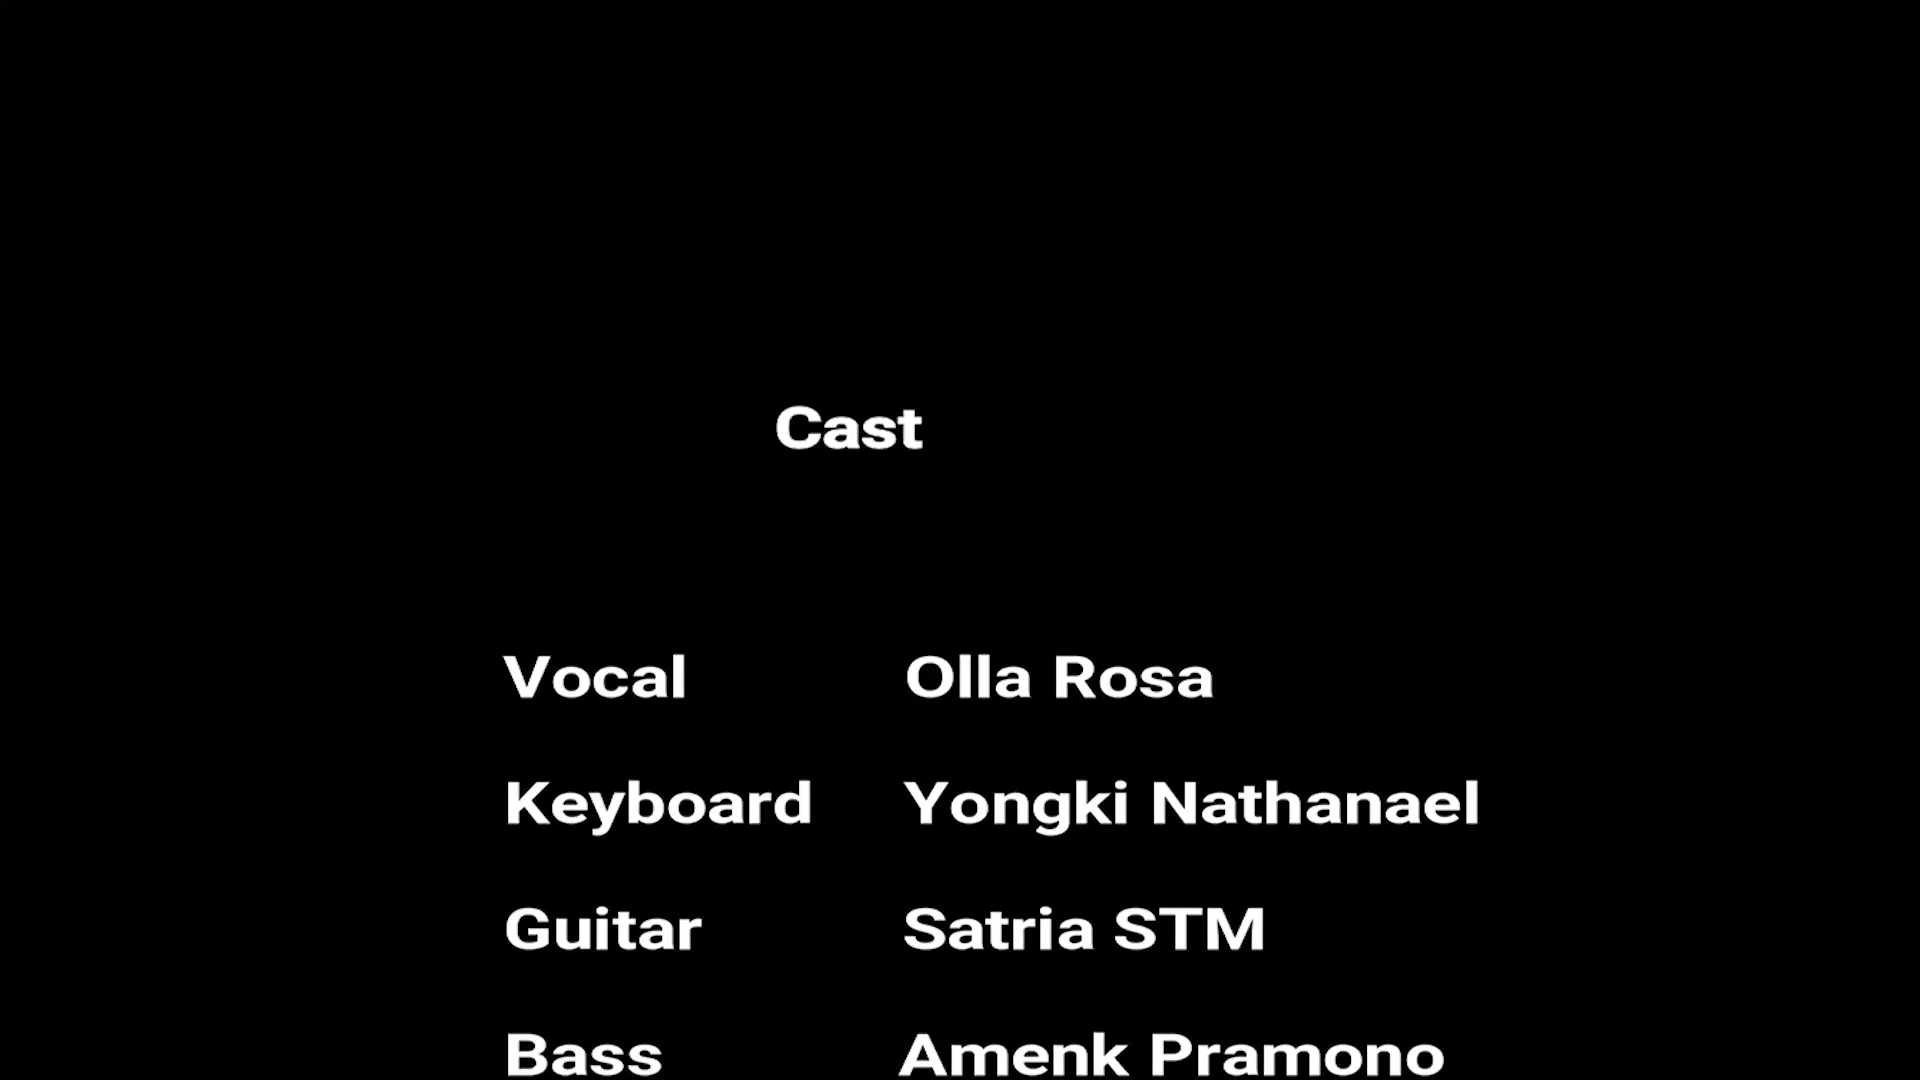 Cast
Vocal Olla Rosa
Keyboard Yongki Nathanael
Guitar Satria STM
Bass Amenk Pramono